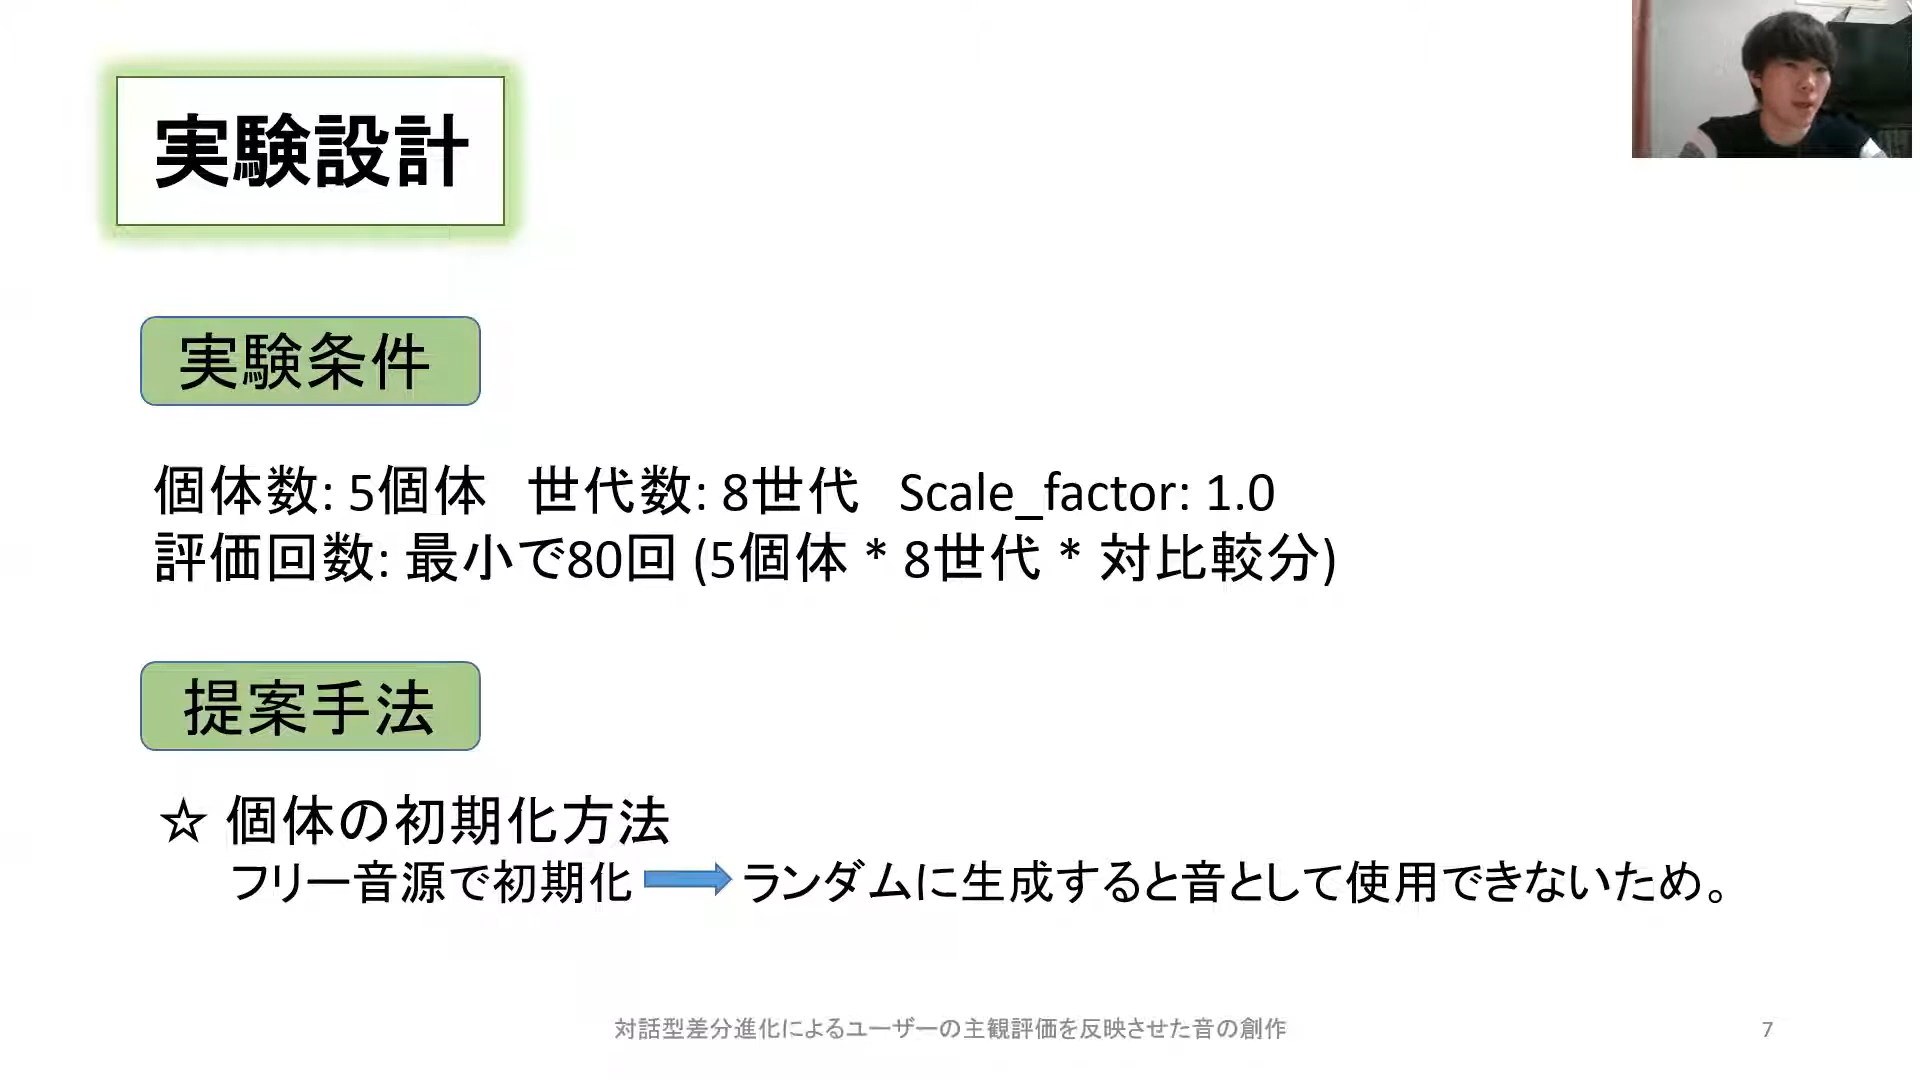 実験設計
実験条件
個体数: 5個体 世代数: 8世代 Scale_factor: 1.0
評価回数: 最小で80回 (5個体 * 8世代 * 対比較分)
提案手法
☆ 個体の初期化方法
フリー音源で初期化 ランダムに生成すると音として使用できないため。
対話型差分進化によるユーザーの主観評価を反映させた音の創作
7